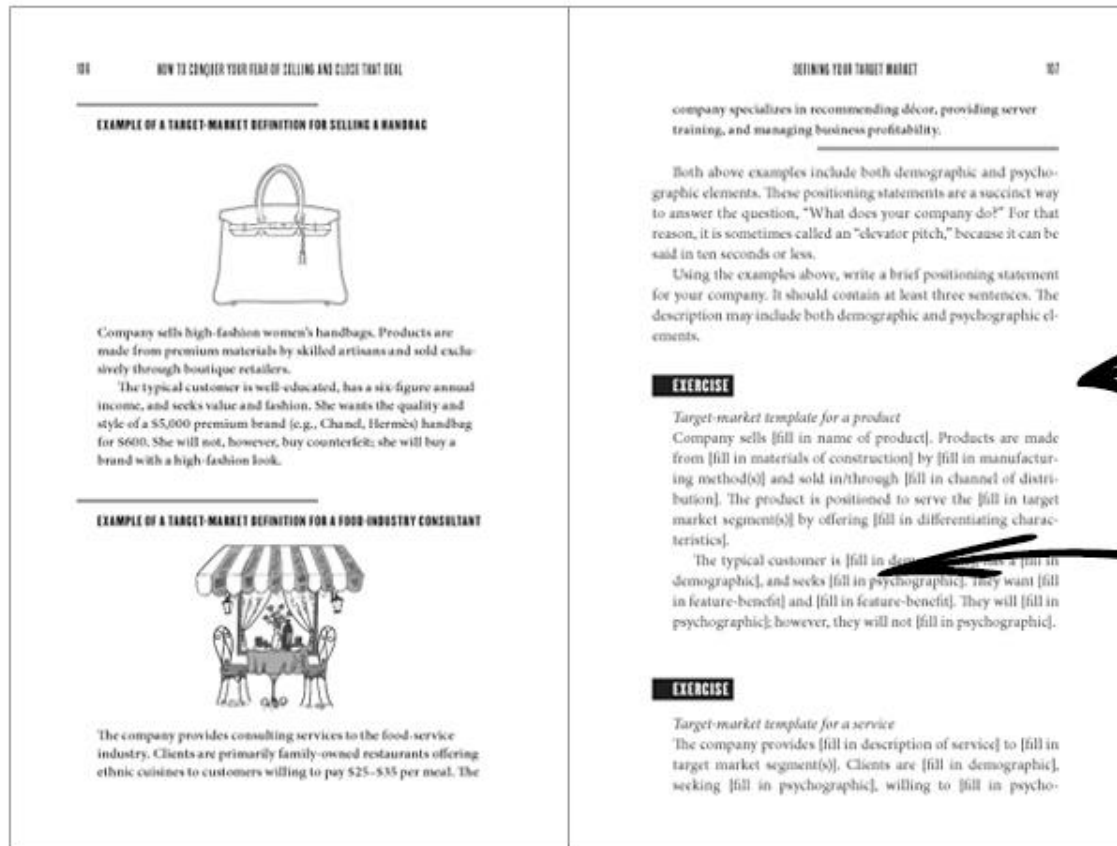 106 HOW TO CONQUER YOUR FEAR OF SELLING AND CLOSE THAT DEAL
EXAMPLE OF A TARGET-MARKET DEFINITION FOR SELLING A HANDBAG
Company sells high-fashion women's handbags. Products are
made from premium materials by skilled artisans and sold exclu-
sively through boutique retailers.
The typical customer is well-educated, has a six-figure annual
income, and seeks value and fashion. She wants the quality and
style of a $5,000 premium brand (e.g., Chanel, Hermès) handbag
for $600. She will not, however, buy counterfeit; she will buy a
brand with a high-fashion look.
EXAMPLE OF A TARGET-MARKET DEFINITION FOR A FOOD-INDUSTRY CONSULTANT
The company provides consulting services to the food-service
industry. Clients are primarily family-owned restaurants offering
ethnic cuisines to customers willing to pay $25–$35 per meal. The
DEFINING YOUR TARGET MARKET 107
company specializes in recommending décor, providing server
training, and managing business profitability.
Both above examples include both demographic and psycho-
graphic elements. These positioning statements are a succinct way
to answer the question, “What does your company do?” For that
reason, it is sometimes called an “elevator pitch,” because it can be
said in ten seconds or less.
Using the examples above, write a brief positioning statement
for your company. It should contain at least three sentences. The
description may include both demographic and psychographic el-
ements.
EXERCISE
Target-market template for a product
Company sells [fill in name of product]. Products are made
from [fill in materials of construction] by [fill in manufactur-
ing method(s)] and sold in/through [fill in channel of distri-
bution]. The product is positioned to serve the [fill in target
market segment(s)] by offering [fill in differentiating charac-
teristics].
The typical customer is [fill in has a [fill in
demographic], and seeks [fill in psychographic]. They want [fill
in feature-benefit] and [fill in feature-benefit]. They will [fill in
psychographic]; however, they will not [fill in psychographic].
EXERCISE
Target-market template for a service
The company provides [fill in description of service] to [fill in
target market segment(s)]. Clients are [fill in demographic],
seeking [fill in psychographic], willing to [fill in psycho-